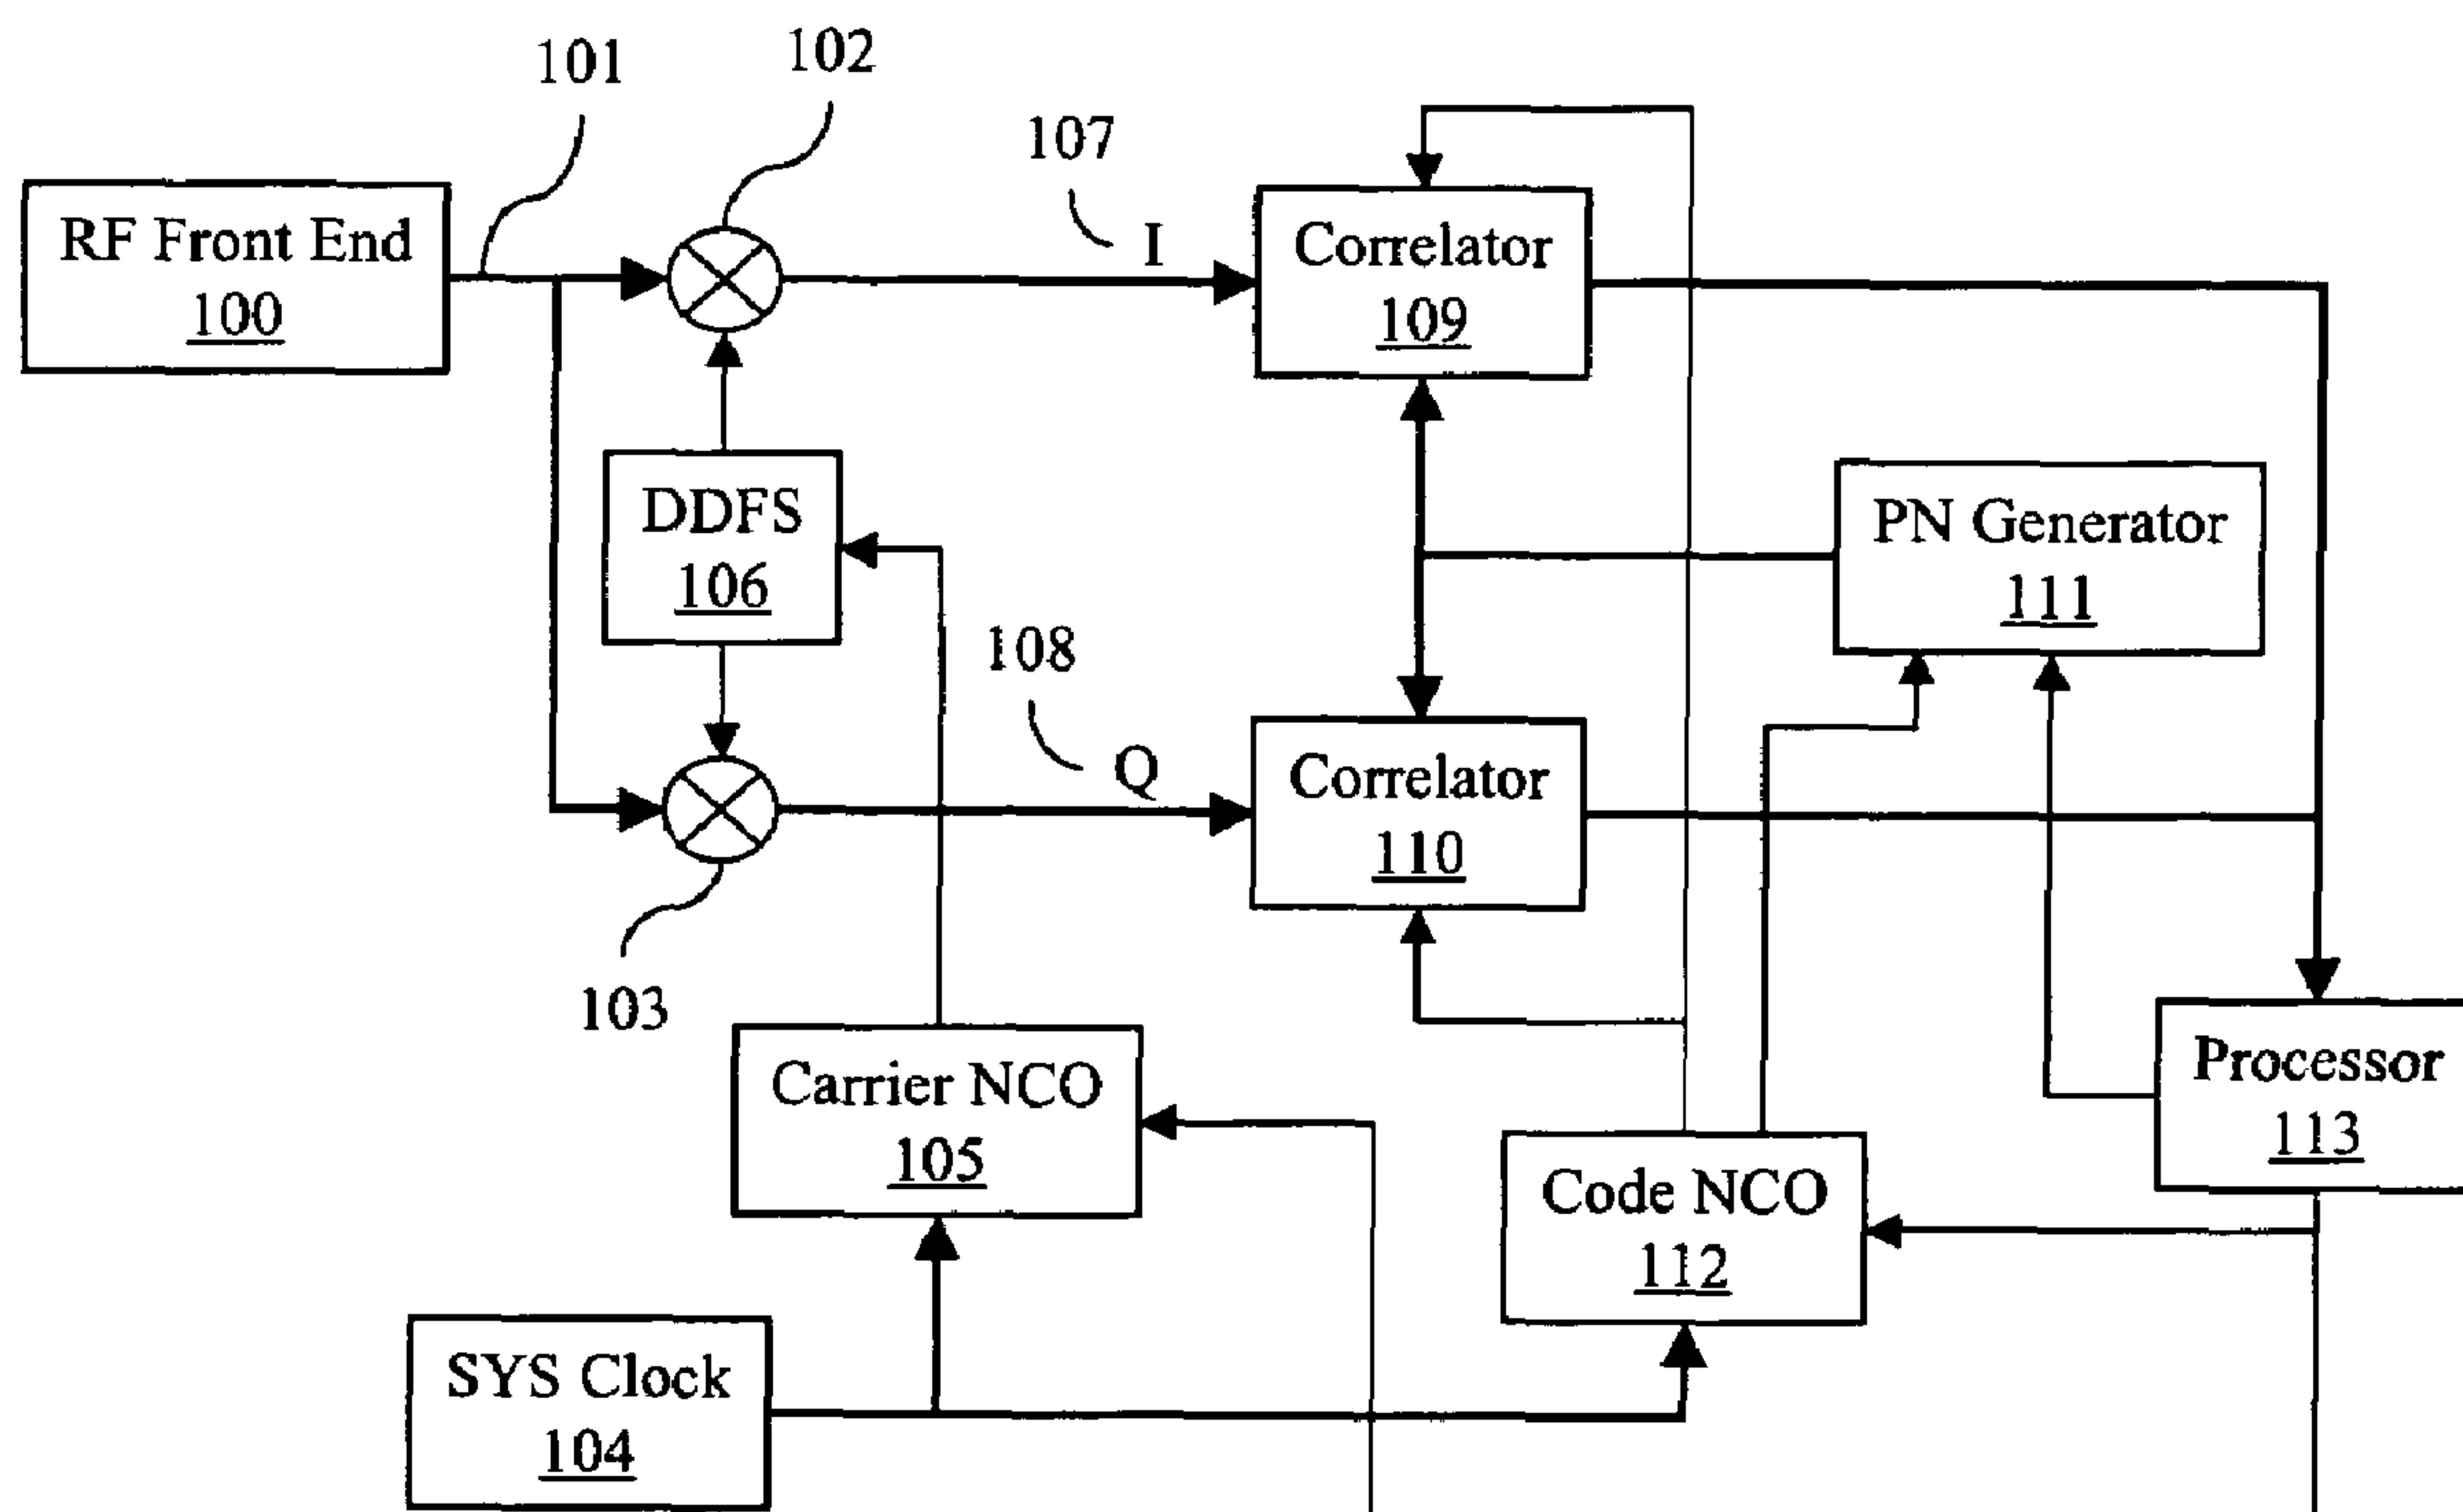 101
102
107
I
RF Front End
100
Correlator
109
DDFS
106
PN Generator
111
108
Q
Correlator
110
103
Carrier NCO
105
Processor
113
Code NCO
112
SYS Clock
104